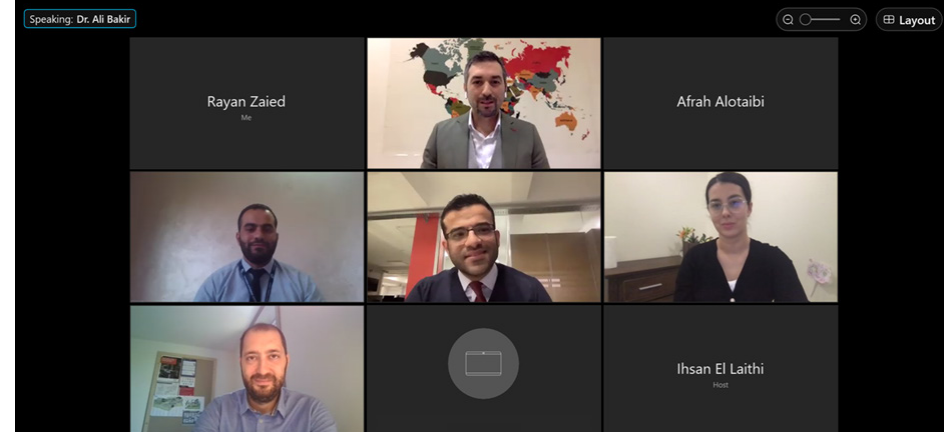 Speaking: Dr. Ali Bakir
Layout
Rayan Zaied
Me
Afrah Alotaibi
Ihsan El Laithi
Host